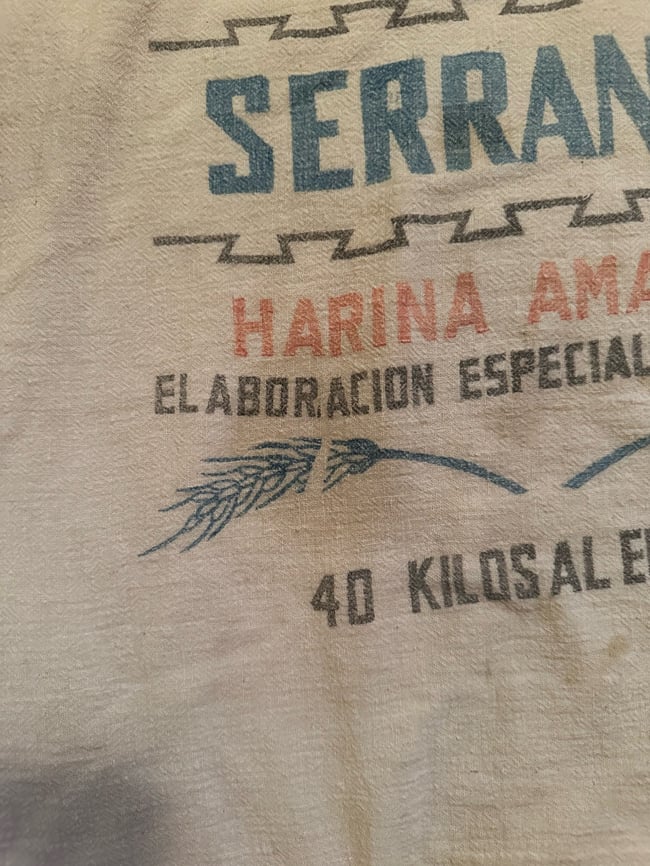 SERRAN
HARINA AMA
ELABORACION ESPECIAL
40 KILOS AL E